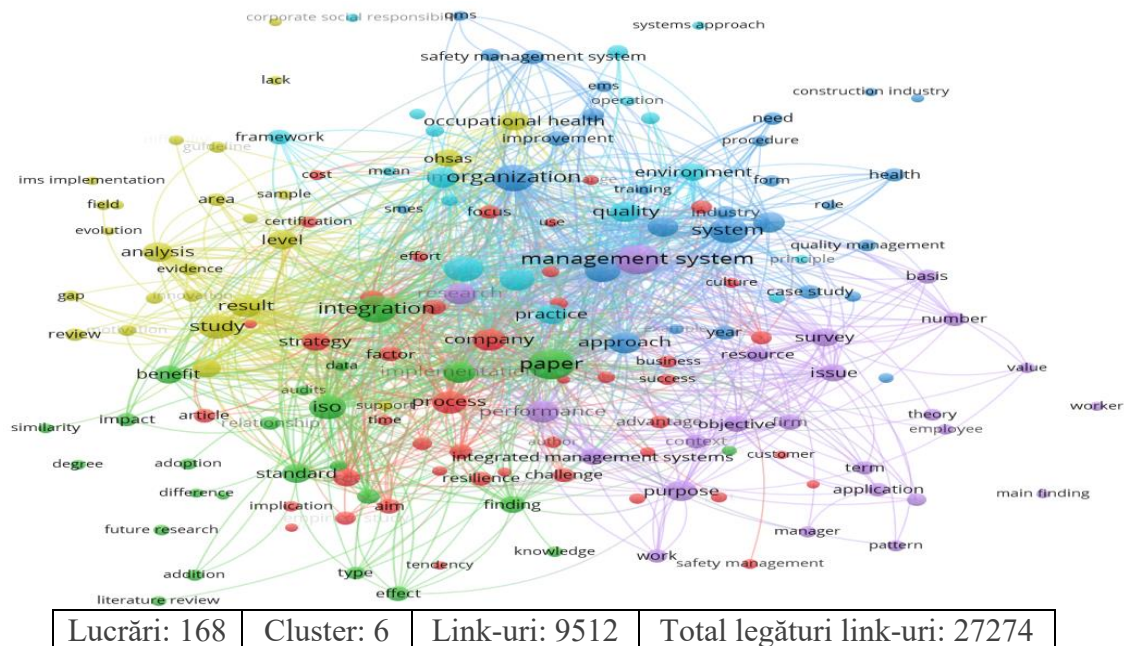 corporate social responsibil
qms
systems approach
safety management system
lack
ems
operation
construction industry
occupational health
need
framework
improvement
procedure
guideline
ohsas
ims implementation
cost
mean
organization
environment
form
health
training
field
area
sample
smes
focus
use
quality
industry
role
evolution
certification
level
system
analysis
effort
management system
quality management
principle
evidence
culture
basis
gap
innovation
result
research
case study
integration
practice
number
review
motivation
study
strategy
company
approach
year
survey
factor
business
resource
benefit
data
implementatio
paper
success
issue
value
audits
iso
support
process
performance
worker
impact
article
relationship
time
advantage
objective
firm
theory
employee
similarity
author
context
degree
adoption
standard
integrated management systems
customer
term
resilience
challenge
difference
purpose
application
main finding
implication
aim
finding
empirical study
future research
manager
knowledge
work
pattern
addition
type
tendency
safety management
effect
literature review
Lucrări: 168 Cluster: 6 Link-uri: 9512 Total legături link-uri: 27274